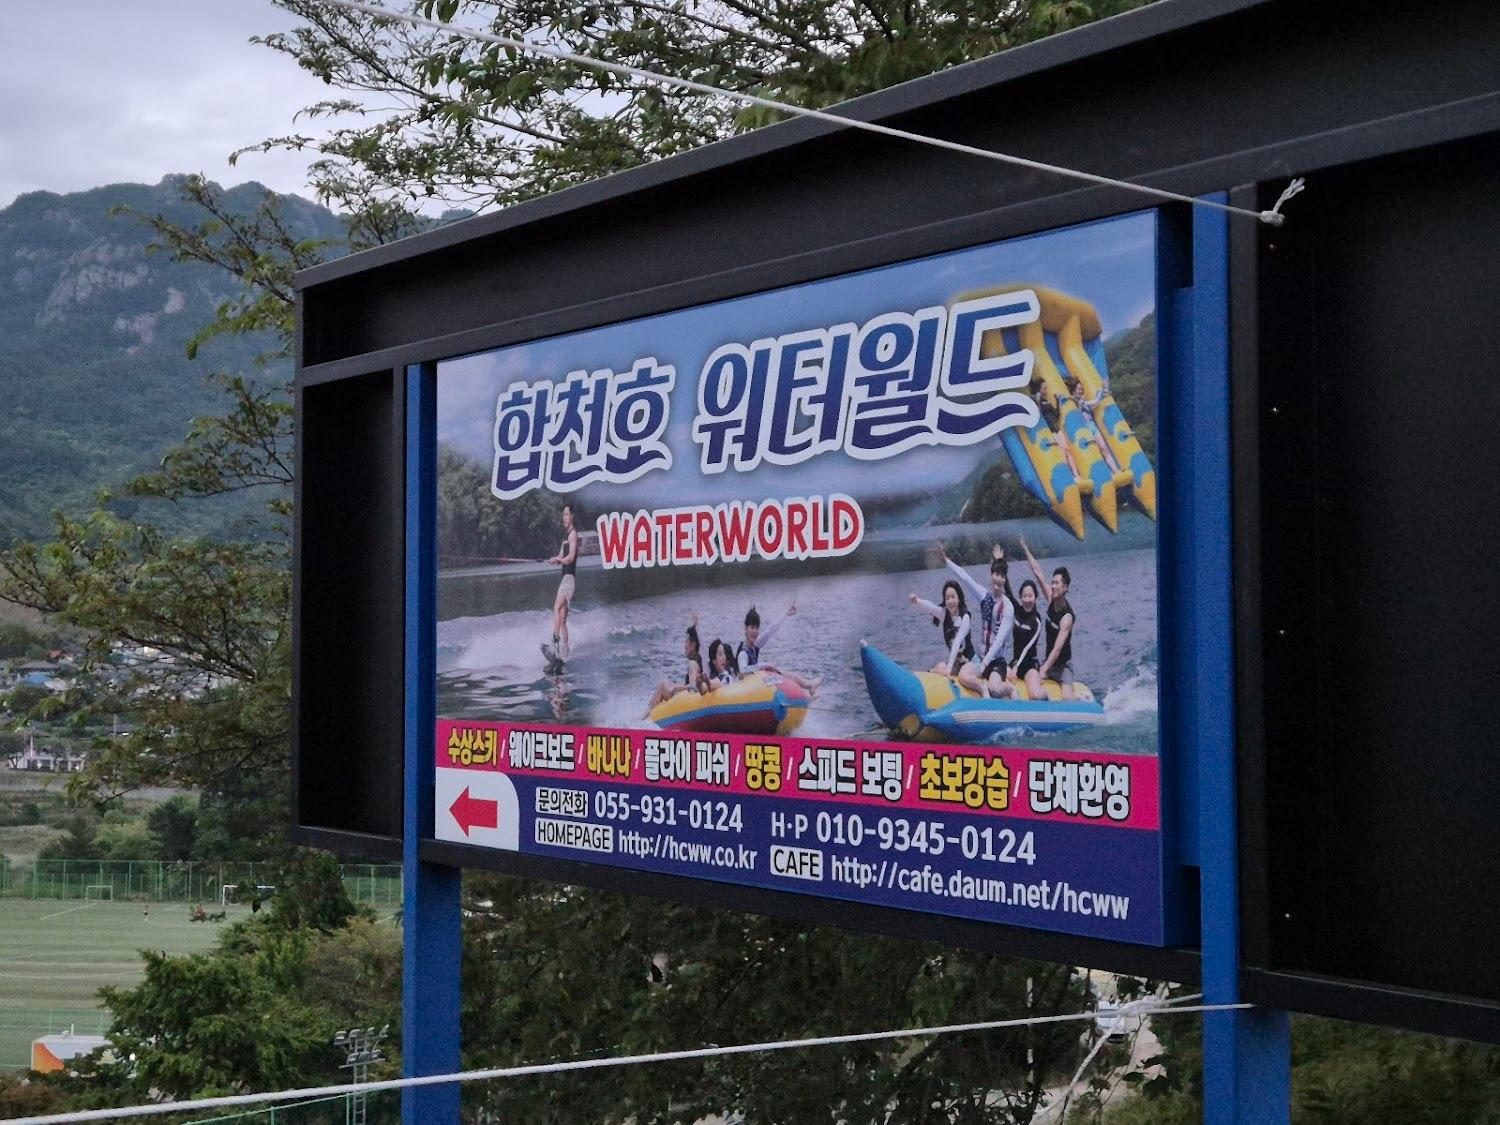 합천호 워터월드
WATERWORLD
수상스키 / 웨이크보드 / 바나나 / 플라이 피쉬 / 땅콩 / 스피드 보팅 / 초보강습 / 단체환영
문의전화 055-931-0124 H·P 010-9345-0124
HOMEPAGE http://hcww.co.kr CAFE http://cafe.daum.net/hcww